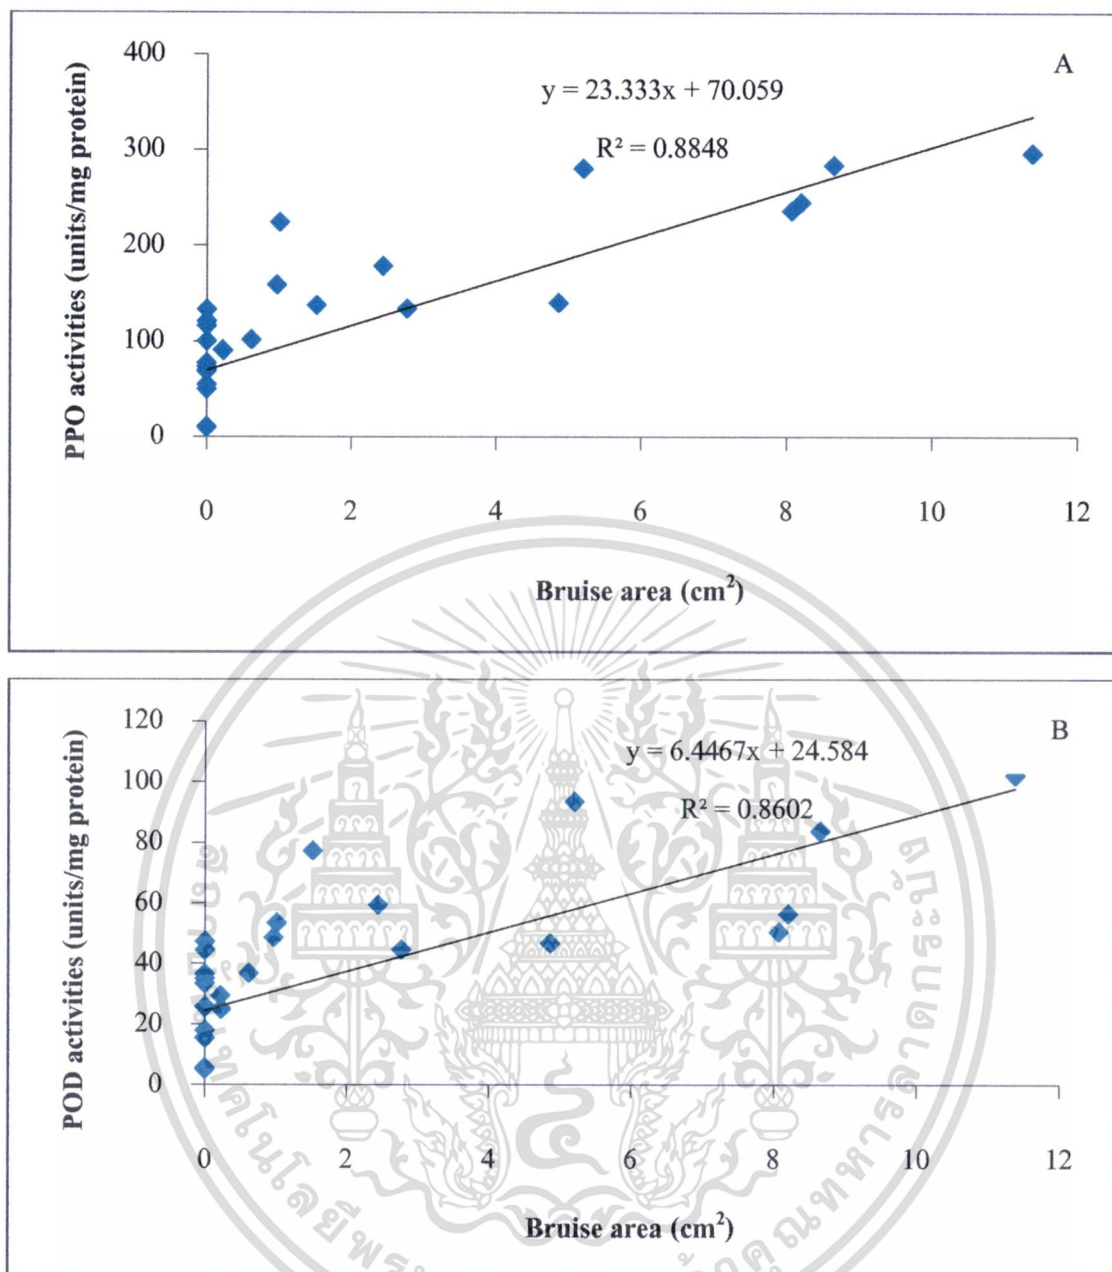 A
400
y = 23.333x + 70.059
R² = 0.8848
300
200
100
0
PPO activities (units/mg protein)
0 2 4 6 8 10 12
Bruise area (cm²)
B
120
y = 6.4467x + 24.584
R² = 0.8602
100
80
60
40
20
0
POD activities (units/mg protein)
0 2 4 6 8 10 12
Bruise area (cm²)